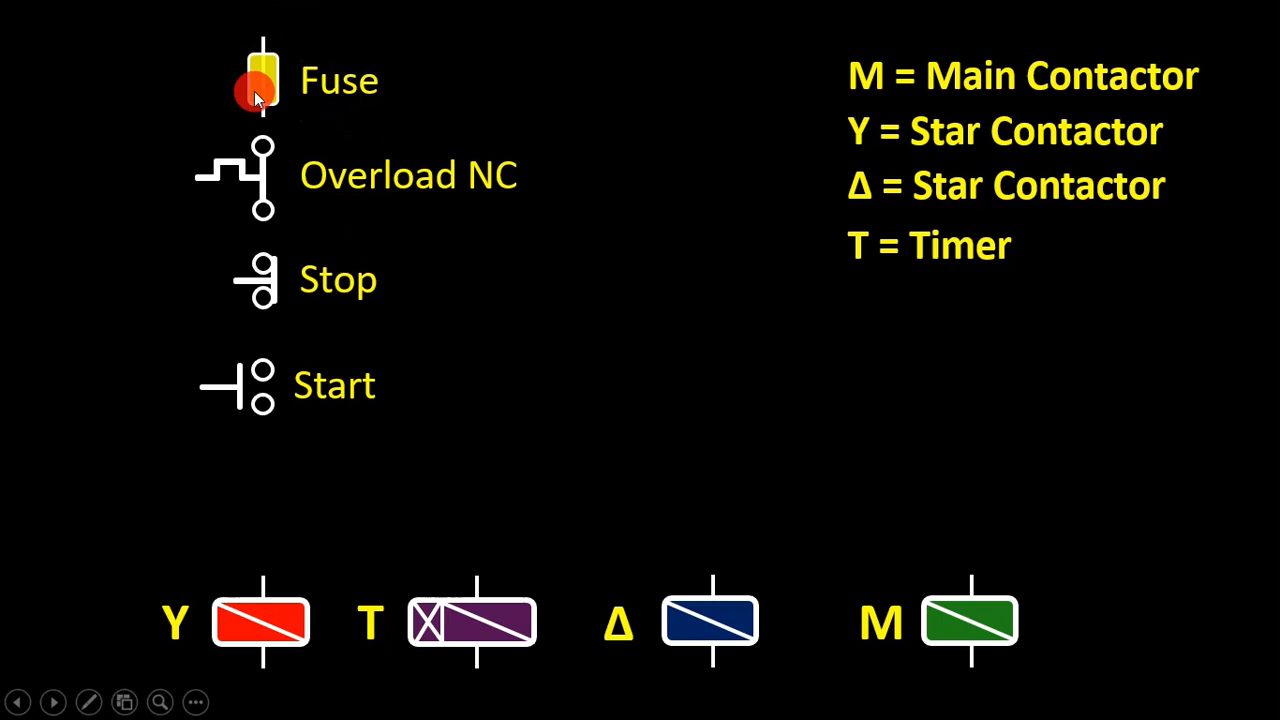 Fuse
Overload NC
Stop
Start
M = Main Contactor
Y = Star Contactor
Δ = Star Contactor
T = Timer
Y T Δ M